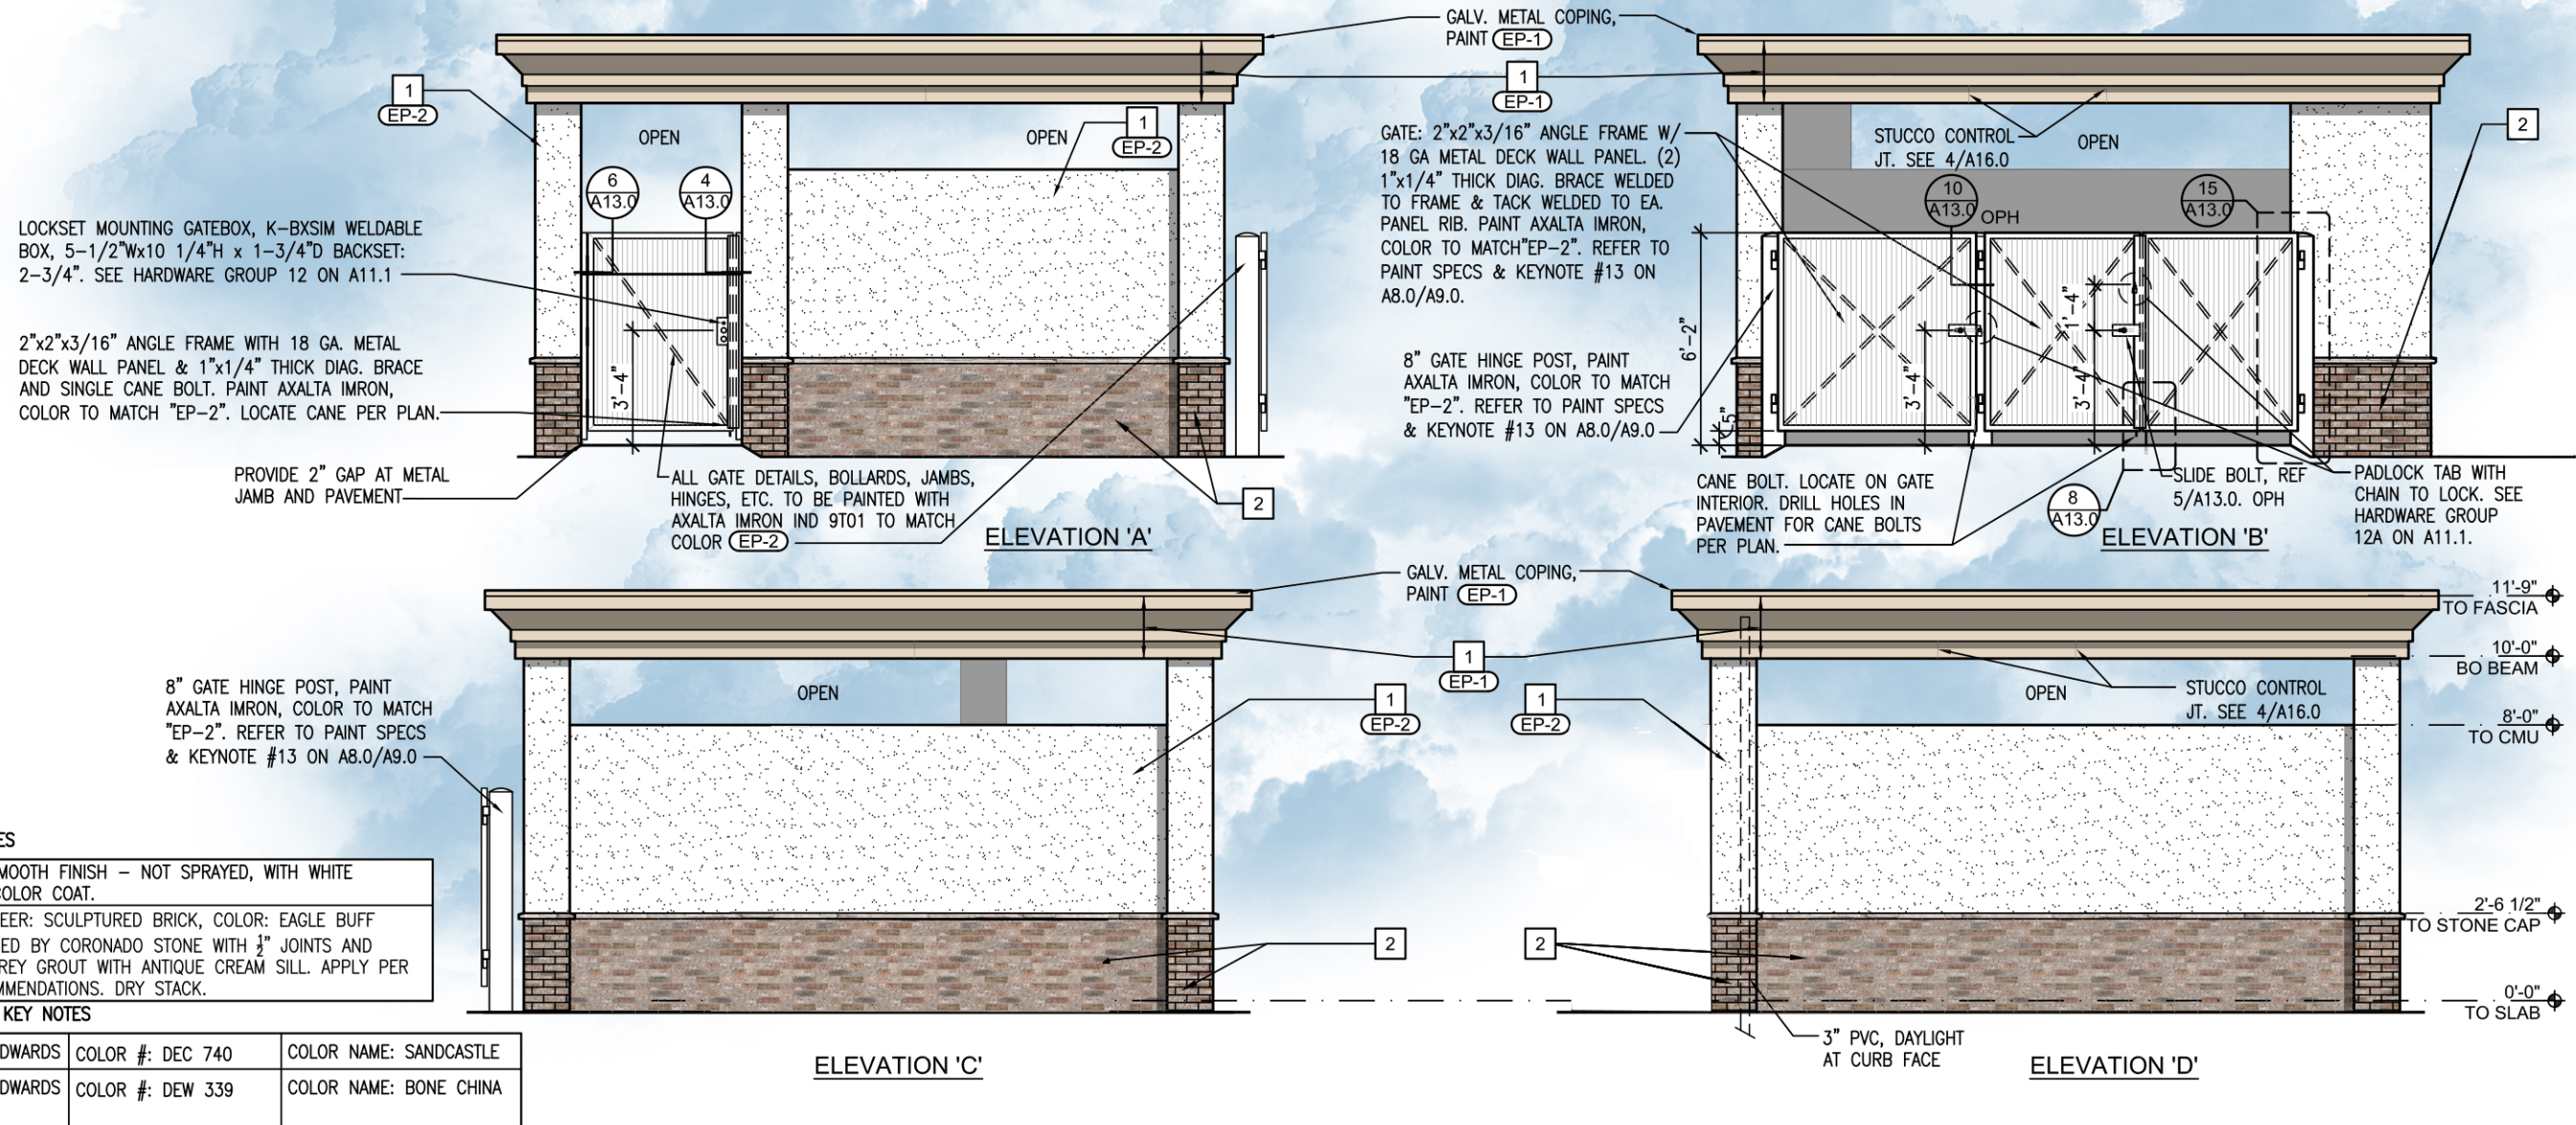 GALV. METAL COPING,
PAINT EP-1
1
EP-1
1
EP-2
OPEN
OPEN
1
EP-2
6
A13.0
4
A13.0
LOCKSET MOUNTING GATEBOX, K-BXSIM WELDABLE
BOX, 5-1/2"Wx10 1/4"H x 1-3/4"D BACKSET:
2-3/4". SEE HARDWARE GROUP 12 ON A11.1
2"x2"x3/16" ANGLE FRAME WITH 18 GA. METAL
DECK WALL PANEL & 1"x1/4" THICK DIAG. BRACE
AND SINGLE CANE BOLT. PAINT AXALTA IMRON,
COLOR TO MATCH "EP-2". LOCATE CANE PER PLAN.
3'-4"
PROVIDE 2" GAP AT METAL
JAMB AND PAVEMENT
ALL GATE DETAILS, BOLLARDS, JAMBS,
HINGES, ETC. TO BE PAINTED WITH
AXALTA IMRON IND 9T01 TO MATCH
COLOR EP-2
2
ELEVATION 'A'
GATE: 2"x2"x3/16" ANGLE FRAME W/
18 GA METAL DECK WALL PANEL. (2)
1"x1/4" THICK DIAG. BRACE WELDED
TO FRAME & TACK WELDED TO EA.
PANEL RIB. PAINT AXALTA IMRON,
COLOR TO MATCH"EP-2". REFER TO
PAINT SPECS & KEYNOTE #13 ON
A8.0/A9.0.
8" GATE HINGE POST, PAINT
AXALTA IMRON, COLOR TO MATCH
"EP-2". REFER TO PAINT SPECS
& KEYNOTE #13 ON A8.0/A9.0
STUCCO CONTROL
JT. SEE 4/A16.0
OPEN
2
10
A13.0
OPH
15
A13.0
6'-2"
5"
3'-4"
3'-4"
1'-4"
CANE BOLT. LOCATE ON GATE
INTERIOR. DRILL HOLES IN
PAVEMENT FOR CANE BOLTS
PER PLAN.
8
A13.0
SLIDE BOLT, REF
5/A13.0. OPH
PADLOCK TAB WITH
CHAIN TO LOCK. SEE
HARDWARE GROUP
12A ON A11.1.
ELEVATION 'B'
GALV. METAL COPING,
PAINT EP-1
1
EP-1
1
EP-2
1
EP-2
8" GATE HINGE POST, PAINT
AXALTA IMRON, COLOR TO MATCH
"EP-2". REFER TO PAINT SPECS
& KEYNOTE #13 ON A8.0/A9.0
OPEN
2
ELEVATION 'C'
OPEN
STUCCO CONTROL
JT. SEE 4/A16.0
2
3" PVC, DAYLIGHT
AT CURB FACE
ELEVATION 'D'
11'-9"
TO FASCIA
10'-0"
BO BEAM
8'-0"
TO CMU
2'-6 1/2"
TO STONE CAP
0'-0"
TO SLAB
ES
MOOTH FINISH – NOT SPRAYED, WITH WHITE
COLOR COAT.
EER: SCULPTURED BRICK, COLOR: EAGLE BUFF
ED BY CORONADO STONE WITH ½" JOINTS AND
REY GROUT WITH ANTIQUE CREAM SILL. APPLY PER
MMENDATIONS. DRY STACK.
KEY NOTES
DWARDS COLOR #: DEC 740 COLOR NAME: SANDCASTLE
DWARDS COLOR #: DEW 339 COLOR NAME: BONE CHINA